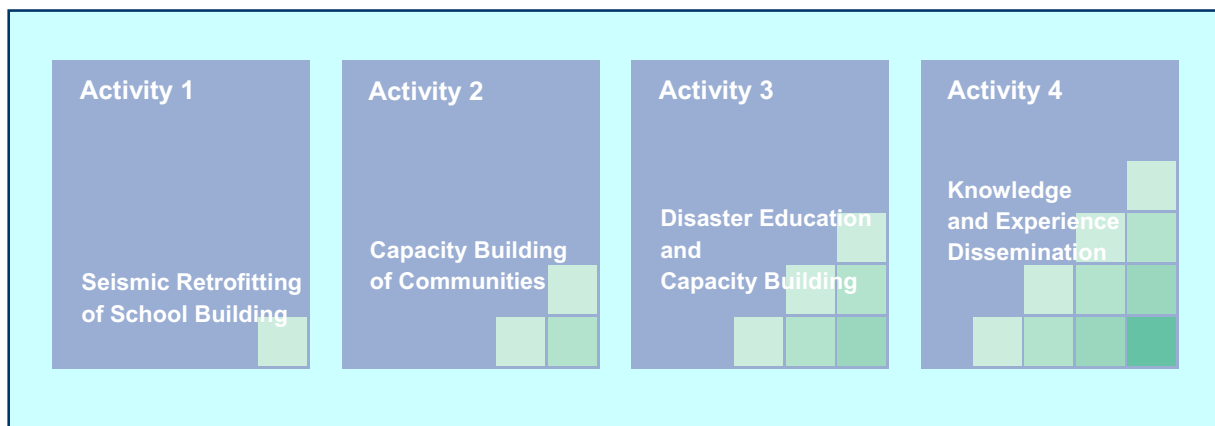 Activity 1
Seismic Retrofitting
of School Building
Activity 2
Capacity Building
of Communities
Activity 3
Disaster Education
and
Capacity Building
Activity 4
Knowledge
and Experience
Dissemination